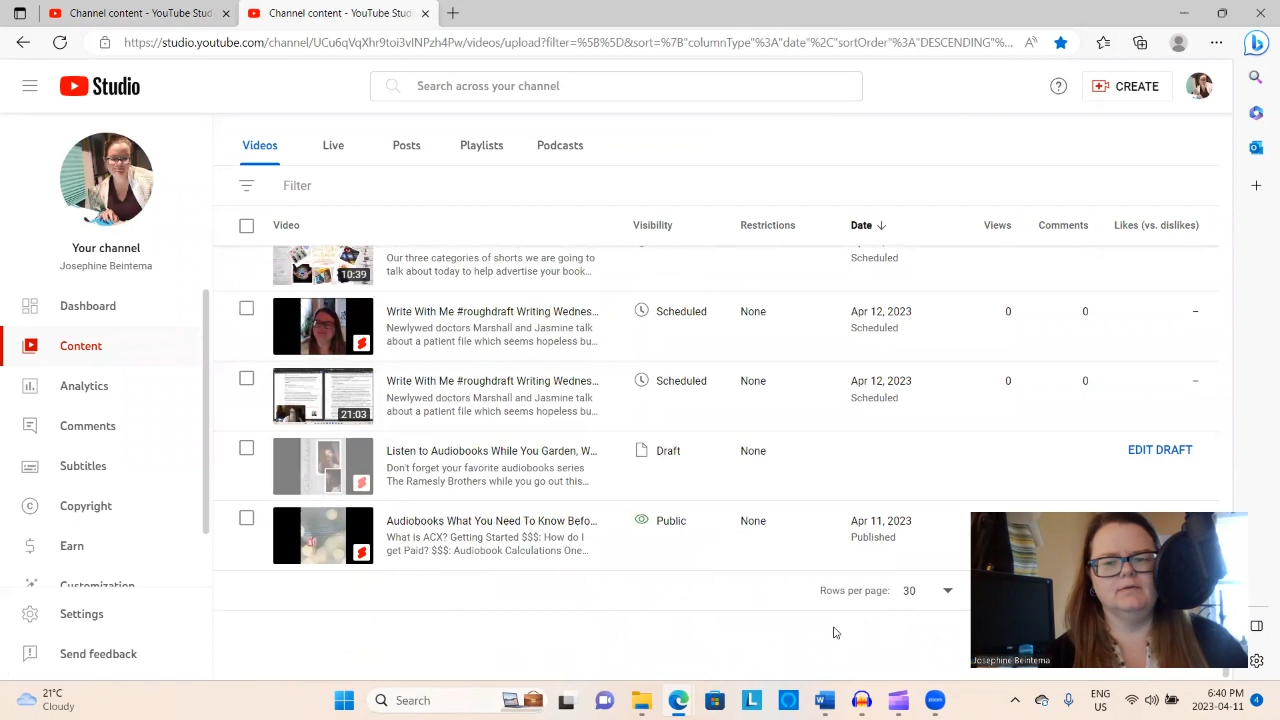 YouTube Studio - YouTube Studi
YouTube Studio - YouTube Studi
https://studio.youtube.com/channel/UCu6qVqXhr9toi3vINPzh4Pw/videos/upload?filter=%5B%5D&sort=%7B"columnType"%3A"date"%2C"sortOrder"%3A"DESCENDING"%...
Studio
Search across your channel
CREATE
Videos Live Posts Playlists Podcasts
Filter
Video Visibility Restrictions Date Views Comments Likes (vs. dislikes)
Your channel
Josephine Beintema
Dashboard
Content
Analytics
Comments
Subtitles
Copyright
Earn
Customization
Settings
Send feedback
Our three categories of shorts we are going
Scheduled
to talk about today to help advertise your book...
10:39
Write With Me #roughdraft Writing Wednes...
Scheduled None Apr 12, 2023 0 0 –
Newlywed doctors Marshall and Jasmine talk
Scheduled
about a patient file which seems hopeless bu...
Write With Me #roughdraft Writing Wednes...
Scheduled None Apr 12, 2023 0 0 –
Newlywed doctors Marshall and Jasmine talk
Scheduled
about a patient file which seems hopeless bu...
21:03
Listen to Audiobooks While You Garden, W...
Draft None EDIT DRAFT
Don't forget your favorite audiobooks series
The Ramesly Brothers while you go out this...
Audiobooks What You Need To Know Befo...
Public None Apr 11, 2023
What is ACX? Getting Started $$$: How do I
Published
get Paid? $$$: Audiobook Calculations One...
Rows per page: 30
Josephine Beintema
21°C
Cloudy
Search
ENG
US
6:40 PM
2023-04-11
4